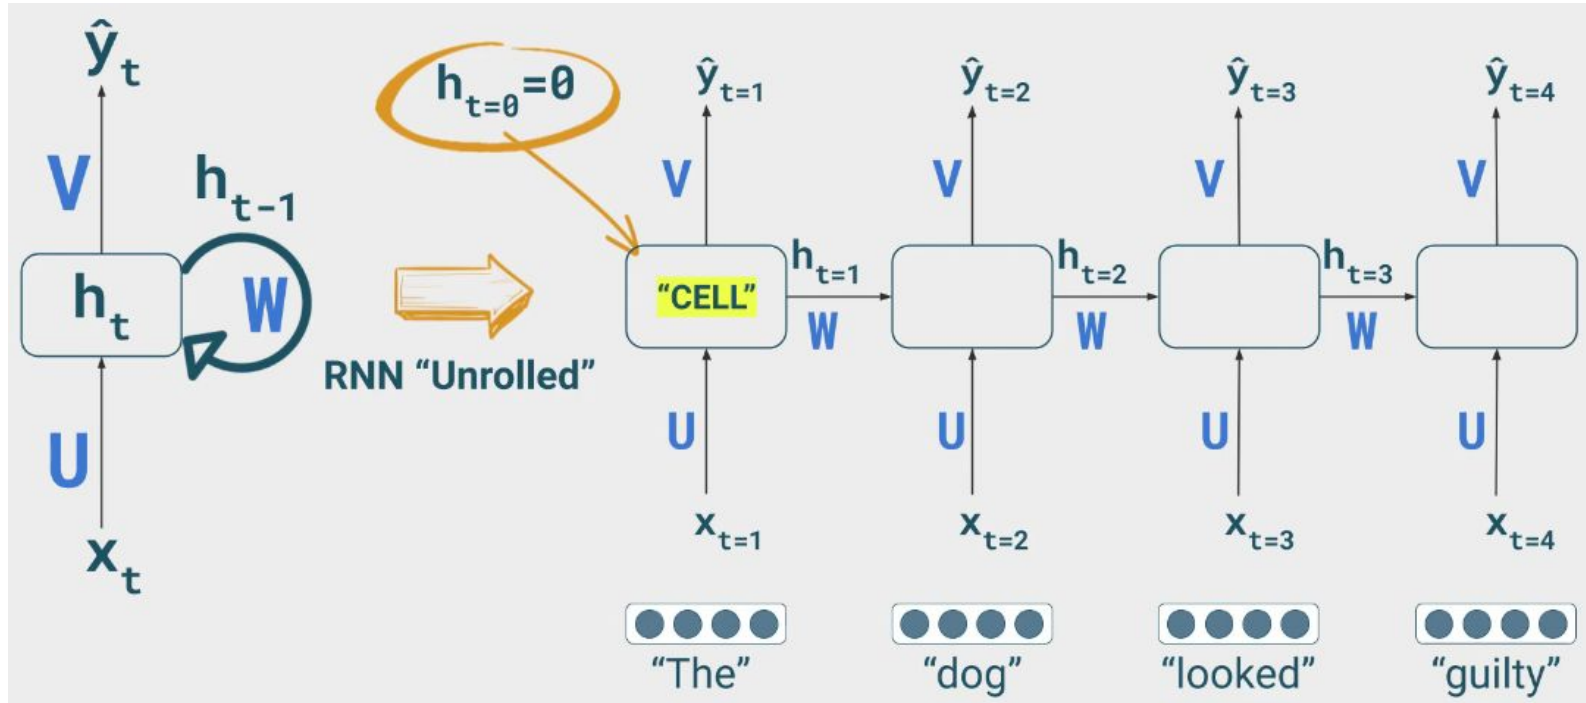 ŷt
V
ht-1
ht
W
U
xt
ht=0=0
RNN “Unrolled”
ŷt=1
ŷt=2
ŷt=3
ŷt=4
V
V
V
V
“CELL”
ht=1
ht=2
ht=3
W
W
W
U
U
U
U
xt=1
xt=2
xt=3
xt=4
“The”
“dog”
“looked”
“guilty”